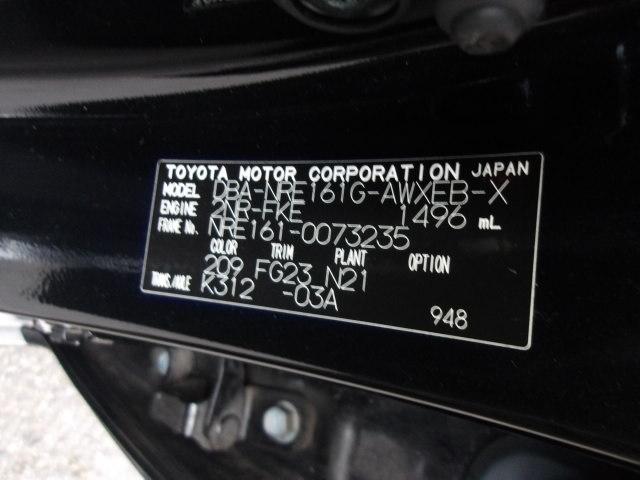 TOYOTA MOTOR CORPORATION JAPAN
MODEL DBA-NRE161G-AWXEB-X
ENGINE 2NR-FKE 1496 mL
FRAME No. NRE161-0073235
COLOR TRIM PLANT OPTION
209 FG23 N21
TRANS./AXLE K312 -03A
948